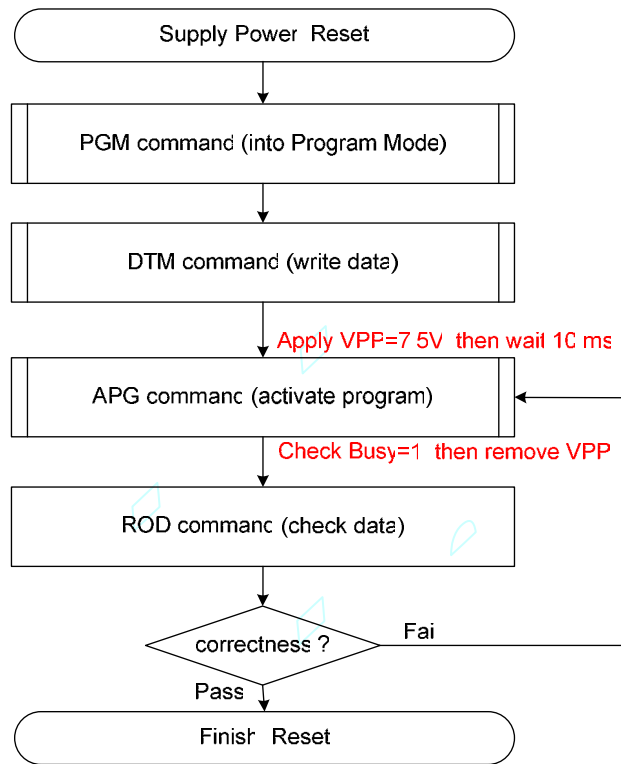 Supply Power Reset
PGM command (into Program Mode)
DTM command (write data)
Apply VPP=7.5V then wait 10 ms
APG command (activate program)
Check Busy=1 then remove VPP
ROD command (check data)
correctness ?
Fai
Pass
Finish Reset